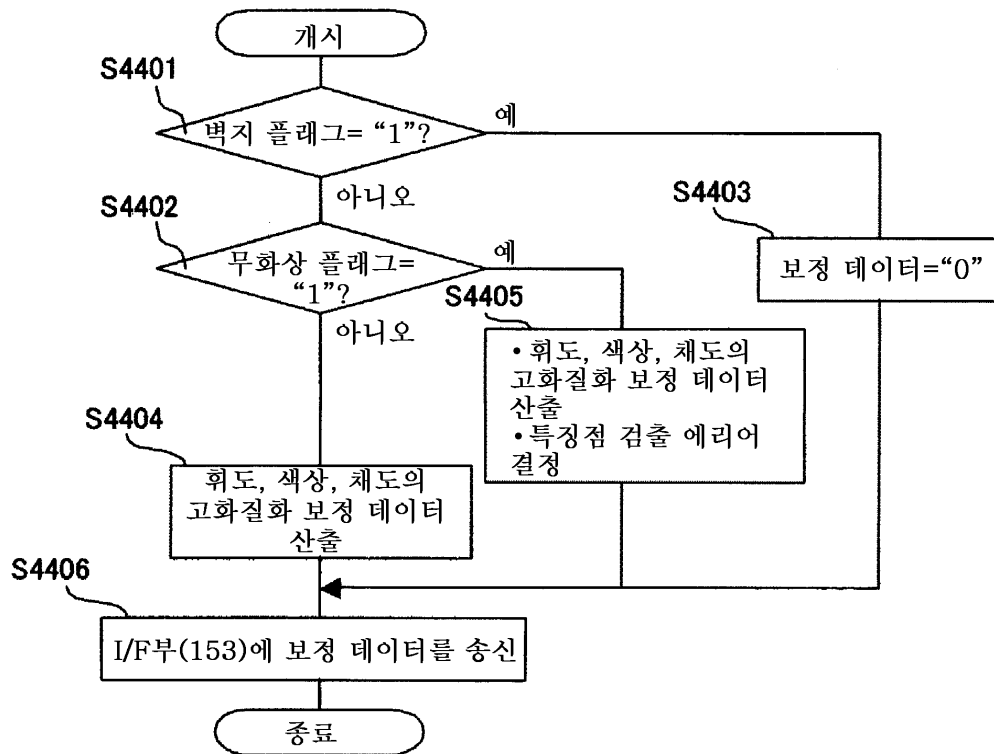 개시
S4401
벽지 플래그= “1”?
예
아니오
S4402
무화상 플래그=
“1”?
예
아니오
S4403
보정 데이터=“0”
S4405
•휘도, 색상, 채도의
고화질화 보정 데이터
산출
•특징점 검출 에리어
결정
S4404
휘도, 색상, 채도의
고화질화 보정 데이터
산출
S4406
I/F부(153)에 보정 데이터를 송신
종료